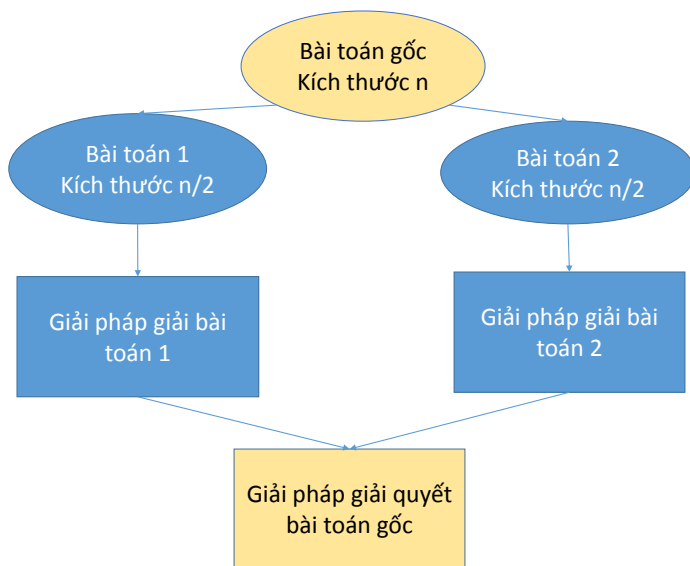 Bài toán gốc
Kích thước n
Bài toán 1
Kích thước n/2
Bài toán 2
Kích thước n/2
Giải pháp giải bài
toán 1
Giải pháp giải bài
toán 2
Giải pháp giải quyết
bài toán gốc